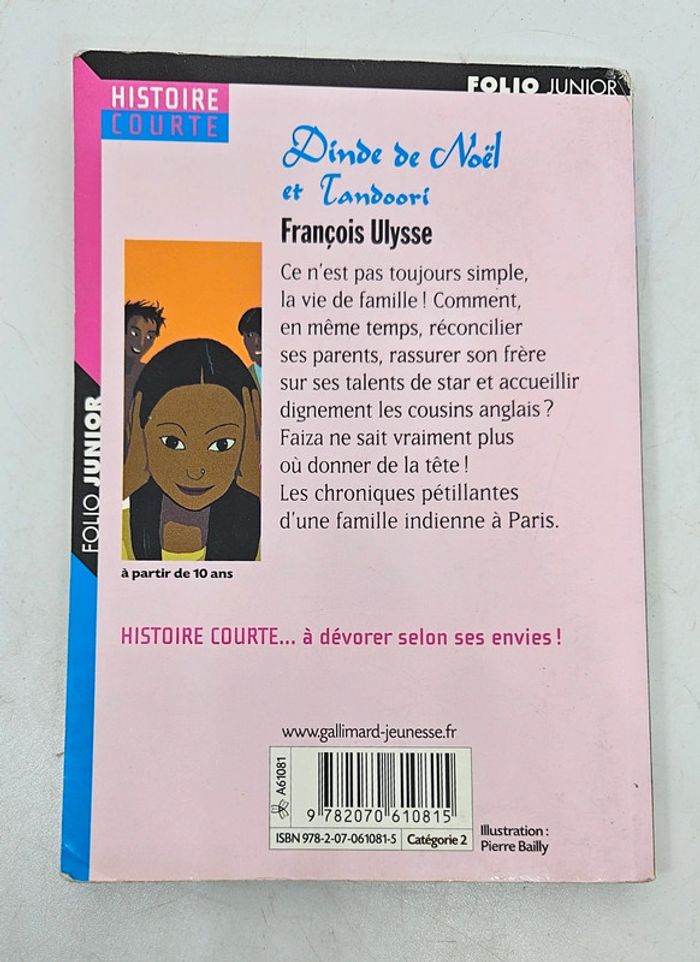 FOLIO JUNIOR
HISTOIRE
COURTE
Dinde de Noël
et Tandoori
François Ulysse
Ce n'est pas toujours simple,
la vie de famille ! Comment,
en même temps, réconcilier
ses parents, rassurer son frère
sur ses talents de star et accueillir
dignement les cousins anglais ?
Faiza ne sait vraiment plus
où donner de la tête !
Les chroniques pétillantes
d'une famille indienne à Paris.
FOLIO JUNIOR
à partir de 10 ans
HISTOIRE COURTE... à dévorer selon ses envies !
www.gallimard-jeunesse.fr
A61081
9 782070 610815
ISBN 978-2-07-061081-5 Catégorie 2
Illustration :
Pierre Bailly